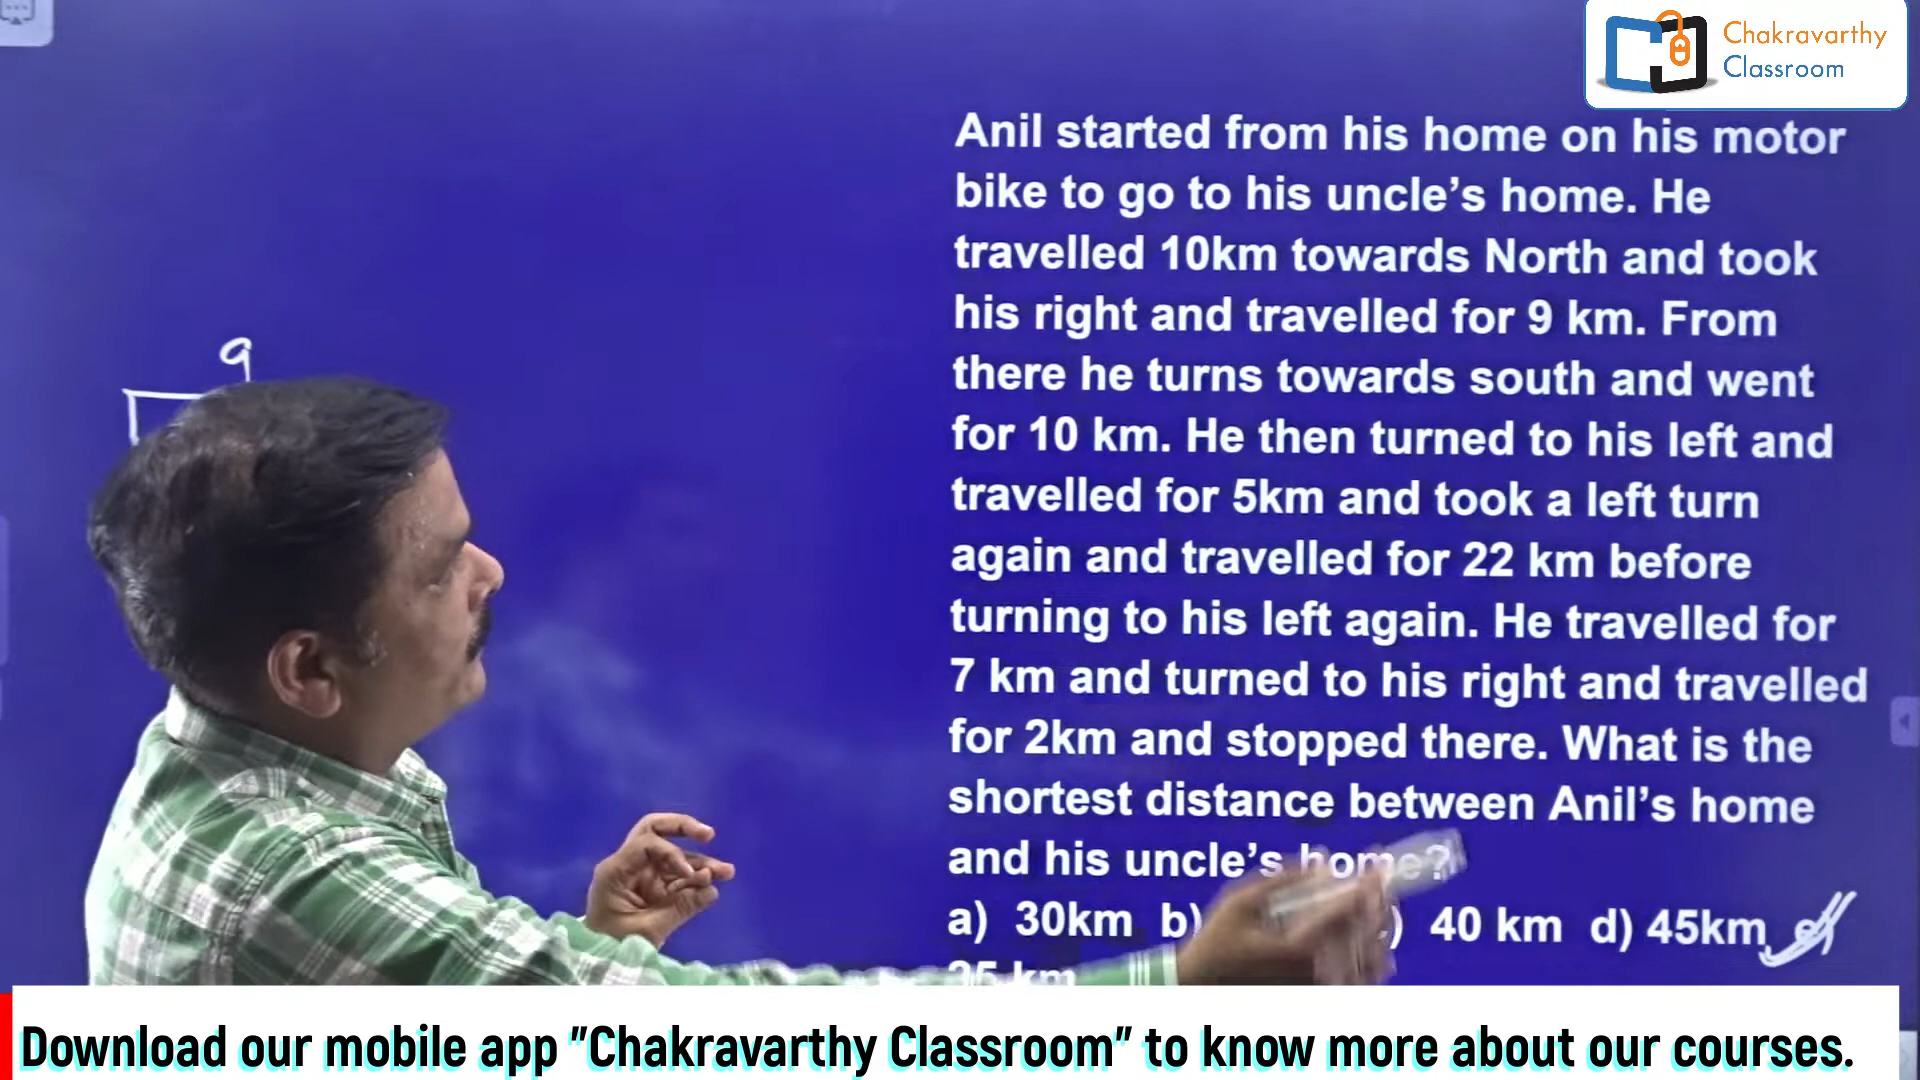 Chakravarthy
Classroom
Anil started from his home on his motor
bike to go to his uncle’s home. He
travelled 10km towards North and took
his right and travelled for 9 km. From
there he turns towards south and went
for 10 km. He then turned to his left and
travelled for 5km and took a left turn
again and travelled for 22 km before
turning to his left again. He travelled for
7 km and turned to his right and travelled
for 2km and stopped there. What is the
shortest distance between Anil’s home
and his uncle’s home?
a) 30km b) 40 km d) 45km
25 km
9
Download our mobile app "Chakravarthy Classroom" to know more about our courses.